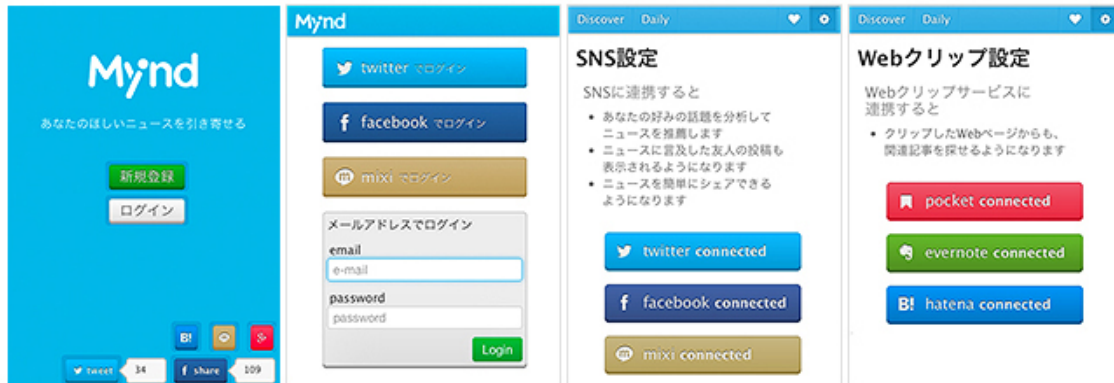 Mynd
あなたのほしいニュースを引き寄せる
新規登録
ログイン
B!
tweet 34
share 109
Mynd
twitter でログイン
facebook でログイン
mixi でログイン
メールアドレスでログイン
email
e-mail
password
password
Login
Discover Daily
SNS設定
SNSに連携すると
• あなたの好みの話題を分析して
ニュースを推薦します
• ニュースに言及した友人の投稿も
表示されるようになります
• ニュースを簡単にシェアできる
ようになります
twitter connected
facebook connected
mixi connected
Discover Daily
Webクリップ設定
Webクリップサービスに
連携すると
• クリップしたWebページからも、
関連記事を探せるようになります
pocket connected
evernote connected
B! hatena connected